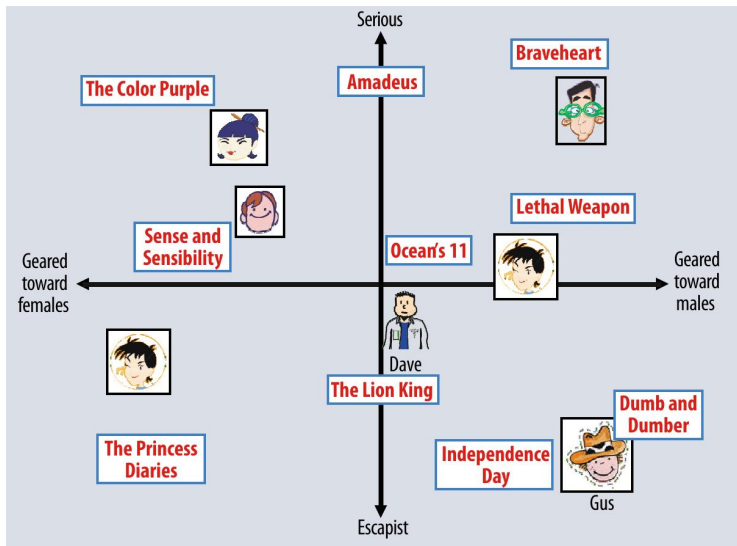 Serious
Braveheart
Amadeus
The Color Purple
Lethal Weapon
Sense and
Sensibility
Ocean's 11
Geared
toward
females
Geared
toward
males
Dave
The Lion King
Dumb and
Dumber
The Princess
Diaries
Independence
Day
Gus
Escapist